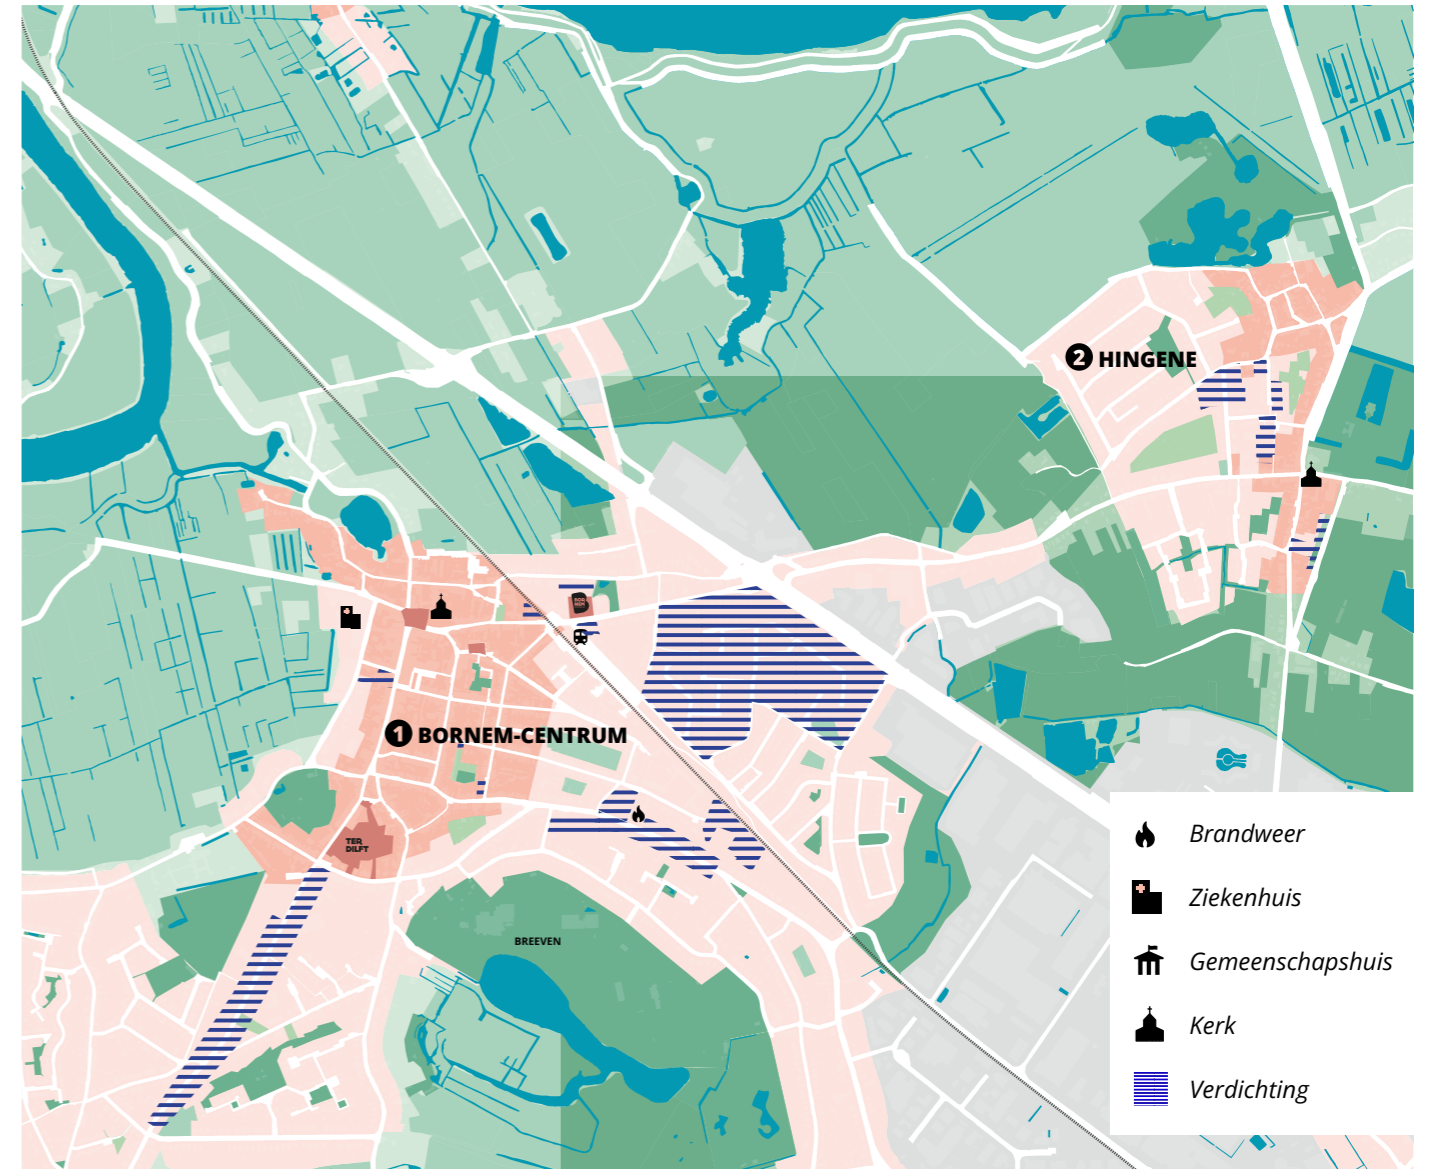 2 HINGENE
1 BORNEM-CENTRUM
TER
DILFT
BREEVEN
Brandweer
Ziekenhuis
Gemeenschapshuis
Kerk
Verdichting